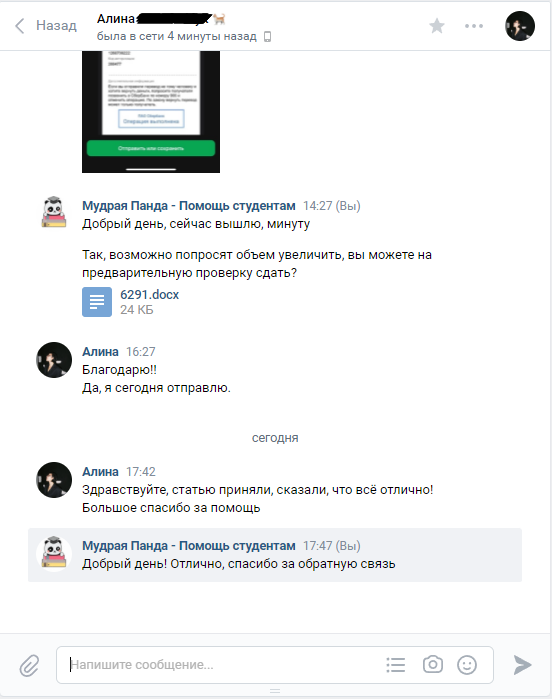 Назад
Алина
была в сети 4 минуты назад
Операция выполнена
Отправить или сохранить
Мудрая Панда - Помощь студентам 14:27 (Вы)
Добрый день, сейчас вышлю, минуту
Так, возможно попросят объем увеличить, вы можете на
предварительную проверку сдать?
6291.docx
24 КБ
Алина 16:27
Благодарю!!
Да, я сегодня отправлю.
сегодня
Алина 17:42
Здравствуйте, статью приняли, сказали, что всё отлично!
Большое спасибо за помощь
Мудрая Панда - Помощь студентам 17:47 (Вы)
Добрый день! Отлично, спасибо за обратную связь
Напишите сообщение...